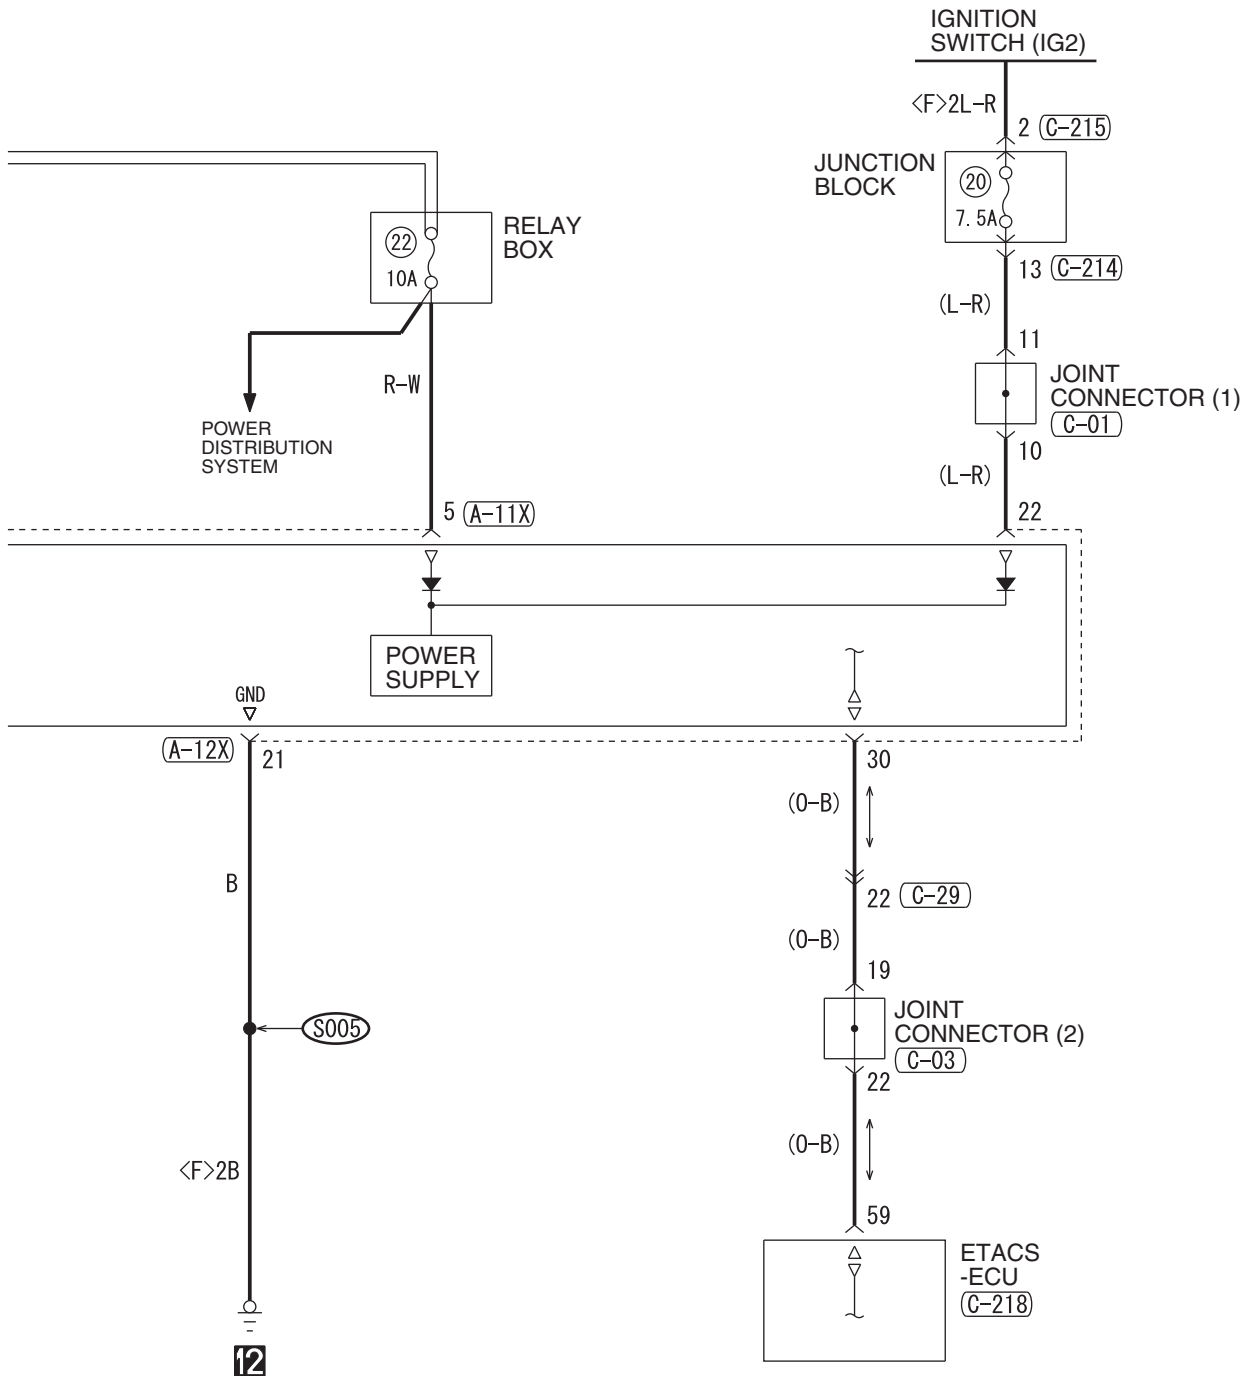 IGNITION
SWITCH (IG2)
<F>2L-R
2 C-215
JUNCTION
BLOCK
20
7.5A
RELAY
BOX
22
10A
13 C-214
(L-R)
11
JOINT
CONNECTOR (1)
C-01
R-W
POWER
DISTRIBUTION
SYSTEM
10
(L-R)
5 A-11X
22
POWER
SUPPLY
GND
A-12X
21
30
(O-B)
B
22 C-29
(O-B)
19
S005
JOINT
CONNECTOR (2)
C-03
22
(O-B)
<F>2B
59
ETACS
-ECU
C-218
12